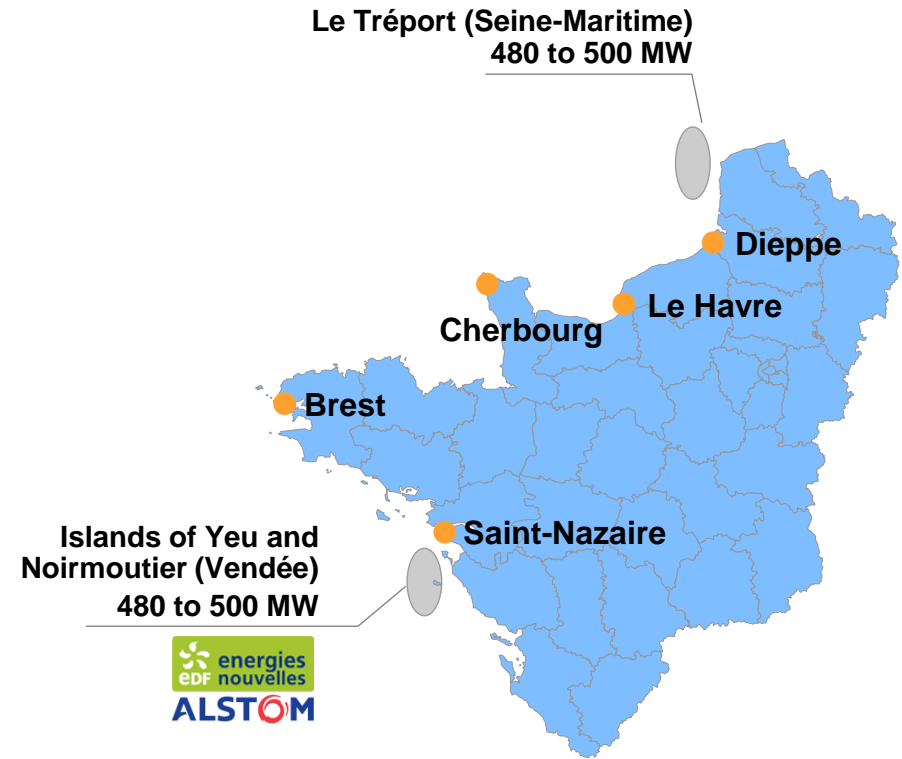 Le Tréport (Seine-Maritime)
480 to 500 MW
Dieppe
Le Havre
Cherbourg
Brest
Saint-Nazaire
Islands of Yeu and
Noirmoutier (Vendée)
480 to 500 MW
eDF energies
nouvelles
ALSTOM